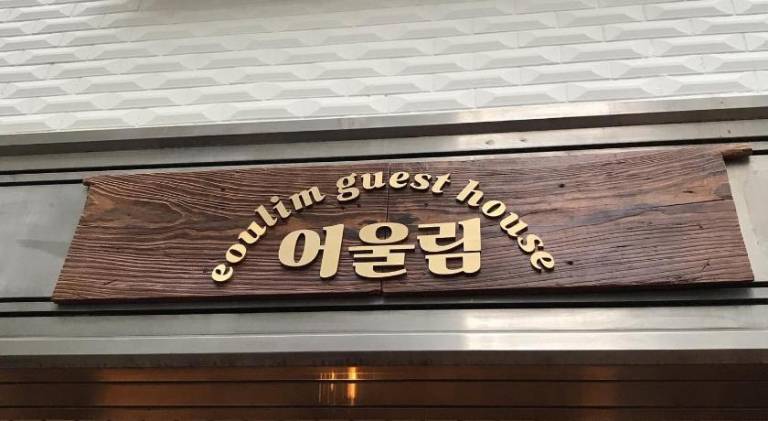 eoulim guest house
어울림